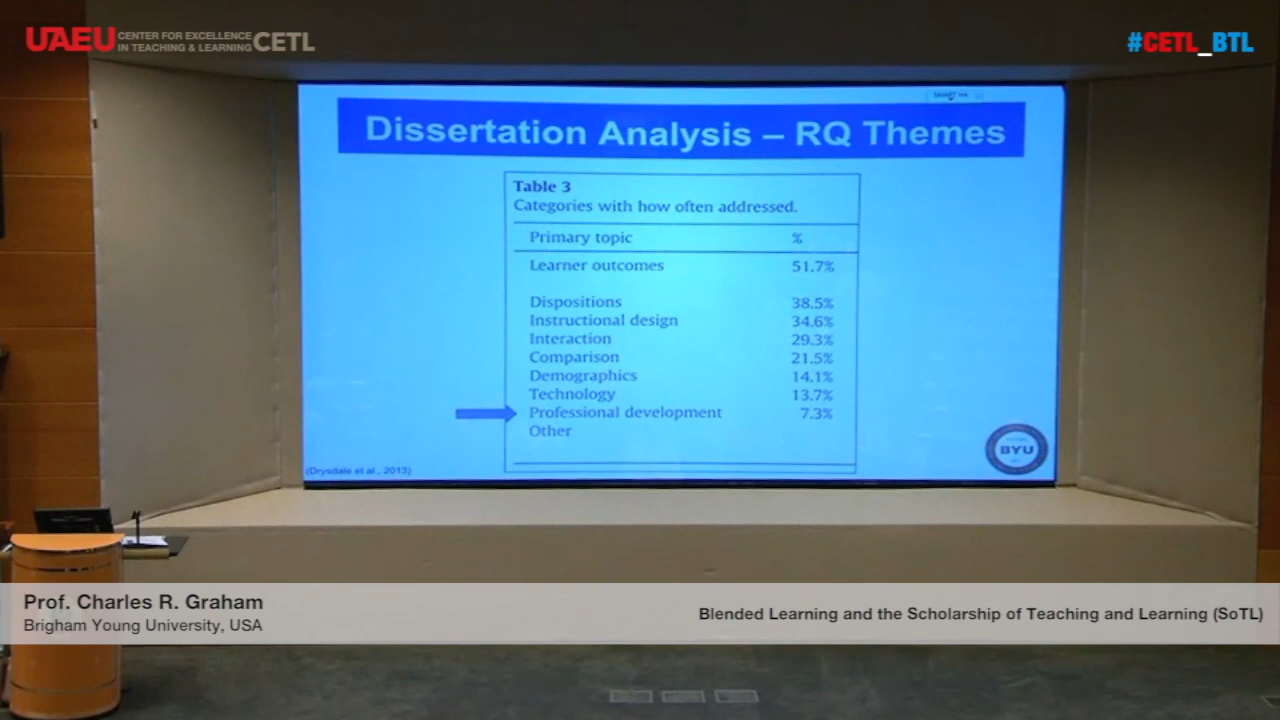 UAEU CENTER FOR EXCELLENCE
IN TEACHING & LEARNING CETL
#CETL_BTL
Dissertation Analysis – RQ Themes
Table 3
Categories with how often addressed.
Primary topic %
Learner outcomes 51.7%
Dispositions 38.5%
Instructional design 34.6%
Interaction 29.3%
Comparison 21.5%
Demographics 14.1%
Technology 13.7%
Professional development 7.3%
Other
BYU
(Drysdale et al., 2013)
Prof. Charles R. Graham
Brigham Young University, USA
Blended Learning and the Scholarship of Teaching and Learning (SoTL)